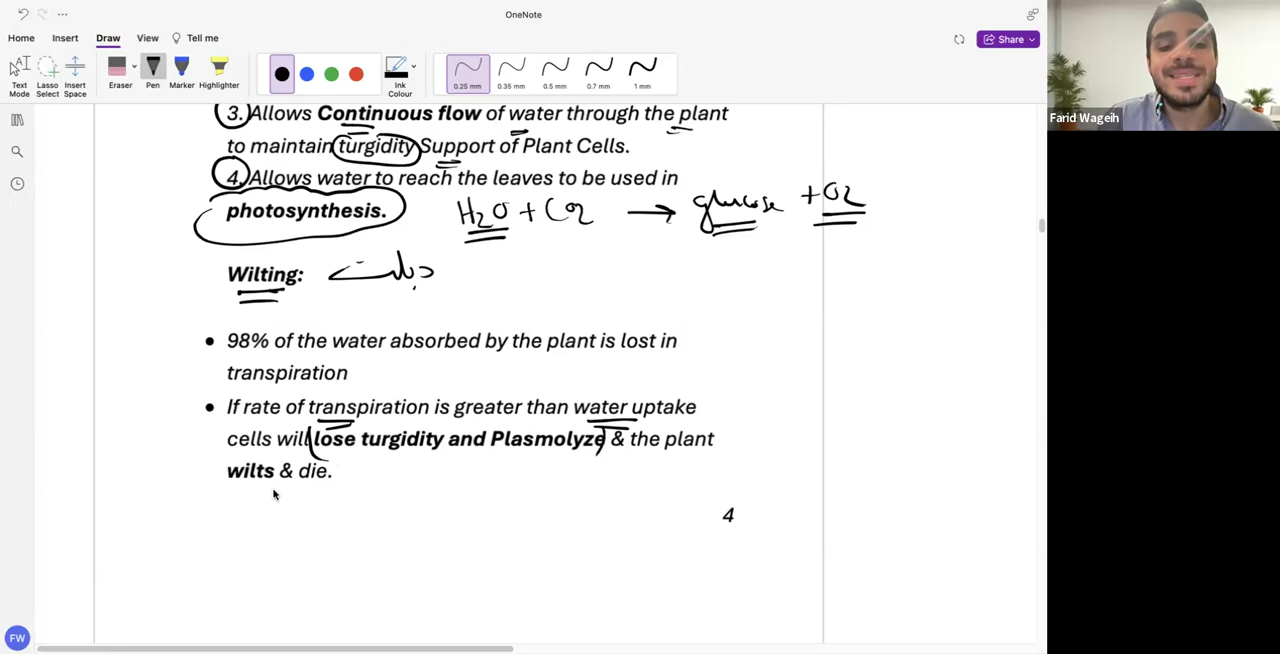 OneNote
Home Insert Draw View Tell me
Share
Text Mode
Lasso Select
Insert Space
Eraser
Pen
Marker
Highlighter
Ink Colour
0.25 mm
0.35 mm
0.5 mm
0.7 mm
1 mm
Farid Wageih
3. Allows Continuous flow of water through the plant
to maintain turgidity Support of Plant Cells.
4. Allows water to reach the leaves to be used in
photosynthesis. H2O + CO2 → glucose + O2
Wilting:
• 98% of the water absorbed by the plant is lost in
transpiration
• If rate of transpiration is greater than water uptake
cells will lose turgidity and Plasmolyze & the plant
wilts & die.
4
FW